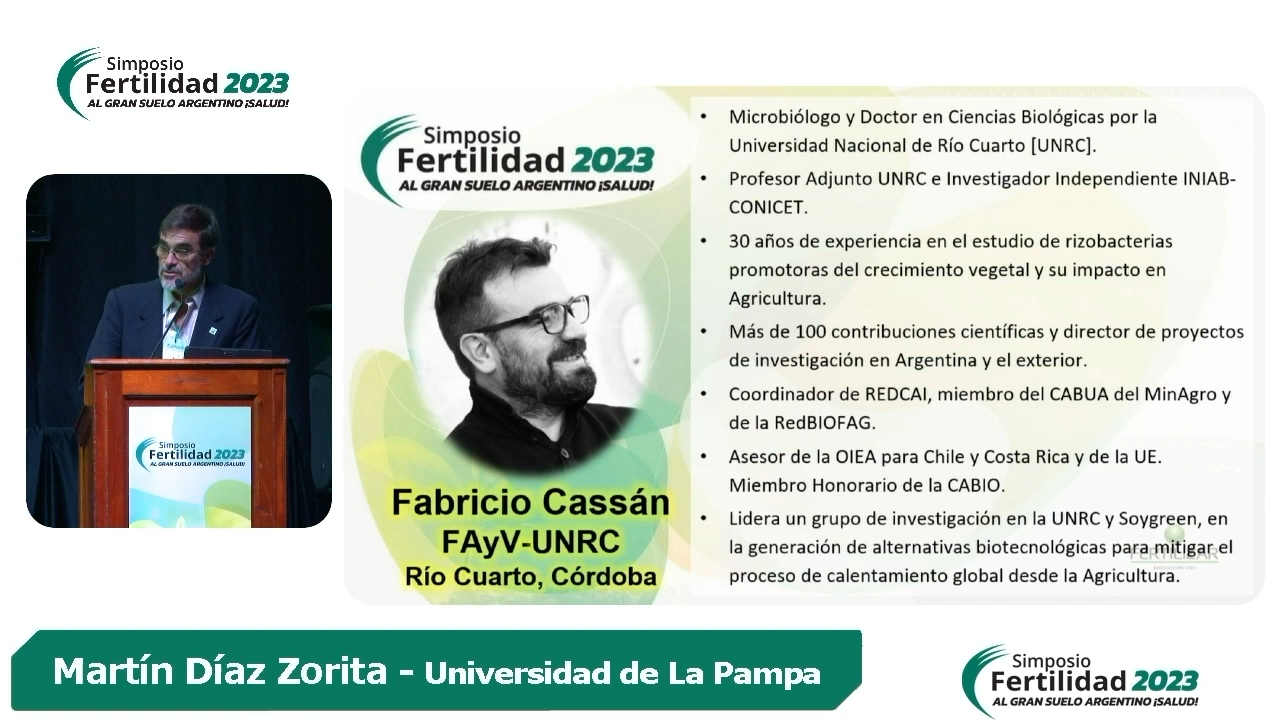 Simposio
Fertilidad 2023
AL GRAN SUELO ARGENTINO ¡SALUD!
Simposio
Fertilidad 2023
AL GRAN SUELO ARGENTINO ¡SALUD!
Fabricio Cassán
FAyV-UNRC
Río Cuarto, Córdoba
• Microbiólogo y Doctor en Ciencias Biológicas por la
Universidad Nacional de Río Cuarto [UNRC].
• Profesor Adjunto UNRC e Investigador Independiente INIAB-
CONICET.
• 30 años de experiencia en el estudio de rizobacterias
promotoras del crecimiento vegetal y su impacto en
Agricultura.
• Más de 100 contribuciones científicas y director de proyectos
de investigación en Argentina y el exterior.
• Coordinador de REDCAI, miembro del CABUA del MinAgro y
de la RedBIOFAG.
• Asesor de la OIEA para Chile y Costa Rica y de la UE.
Miembro Honorario de la CABIO.
• Lidera un grupo de investigación en la UNRC y Soygreen, en
la generación de alternativas biotecnológicas para mitigar el
proceso de calentamiento global desde la Agricultura.
FERTILIZAR
Simposio
Fertilidad 2023
AL GRAN SUELO ARGENTINO ¡SALUD!
Martín Díaz Zorita - Universidad de La Pampa
Simposio
Fertilidad 2023
AL GRAN SUELO ARGENTINO ¡SALUD!